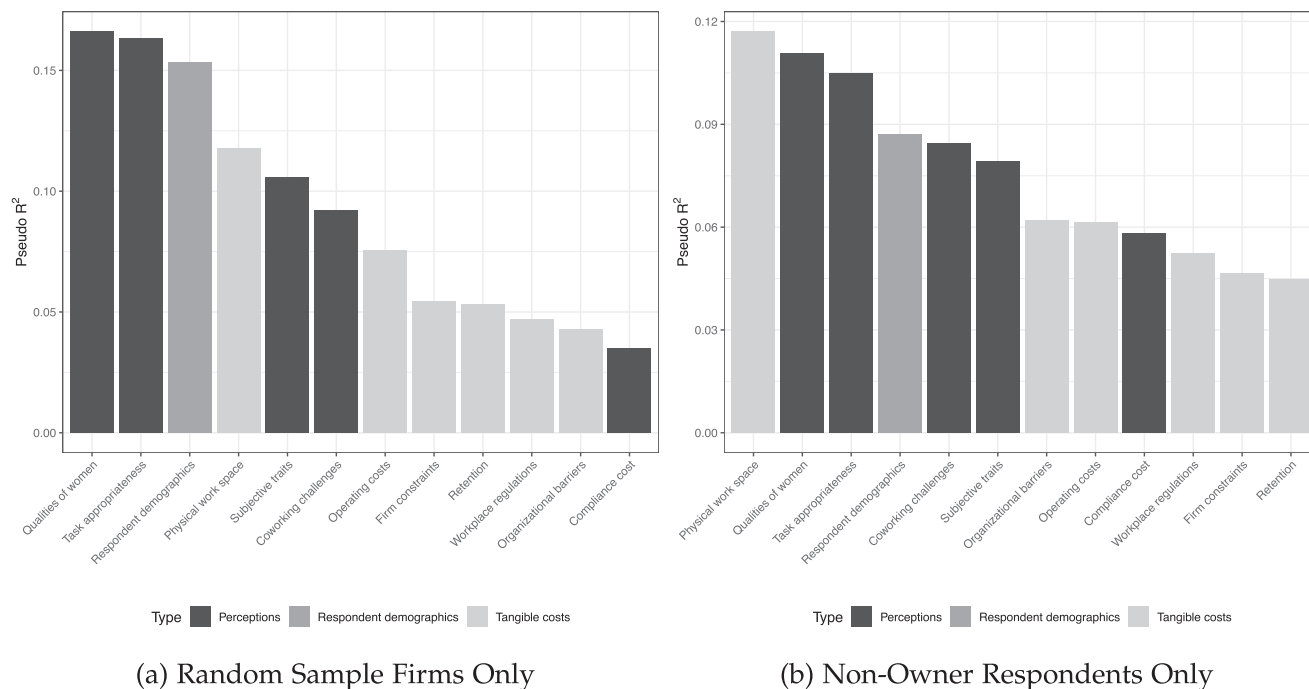 Pseudo R²
0.15
0.10
0.05
0.00
Qualities of women
Task appropriateness
Respondent demographics
Physical work space
Subjective traits
Coworking challenges
Operating costs
Firm constraints
Retention
Workplace regulations
Organizational barriers
Compliance cost
Type Perceptions Respondent demographics Tangible costs
(a) Random Sample Firms Only
Pseudo R²
0.12
0.09
0.06
0.03
0.00
Physical work space
Qualities of women
Task appropriateness
Respondent demographics
Coworking challenges
Subjective traits
Organizational barriers
Operating costs
Compliance cost
Workplace regulations
Firm constraints
Retention
Type Perceptions Respondent demographics Tangible costs
(b) Non-Owner Respondents Only